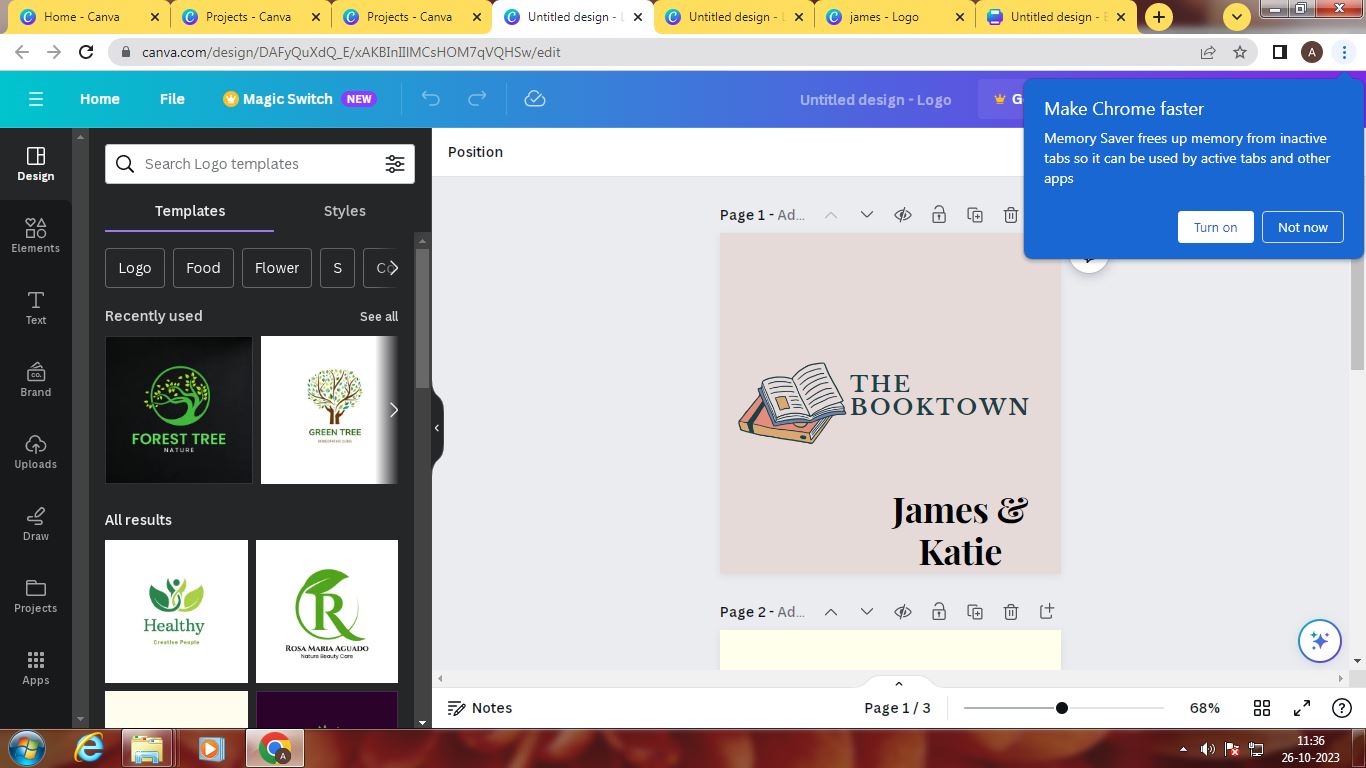 Home - Canva
Projects - Canva
Projects - Canva
Untitled design - L
Untitled design - L
james - Logo
Untitled design - 
canva.com/design/DAFyQuXdQ_E/xAKBInIIlMCsHOM7qVQHSw/edit
A
Home
File
Magic Switch
NEW
Untitled design - Logo
Make Chrome faster
Memory Saver frees up memory from inactive
tabs so it can be used by active tabs and other
apps
Turn on
Not now
Design
Elements
Text
Brand
CO.
Uploads
Draw
Projects
Apps
Search Logo templates
Templates
Styles
Logo
Food
Flower
S
Recently used
See all
FOREST TREE
NATURE
GREEN TREE
HOMEOPATHIC CLINIC
All results
Healthy
Creative People
R
ROSA MARIA AGUADO
Nature Beauty Care
Position
Page 1 - Ad...
THE
BOOKTOWN
James &
Katie
Page 2 - Ad...
Notes
Page 1 / 3
68%
11:36
26-10-2023